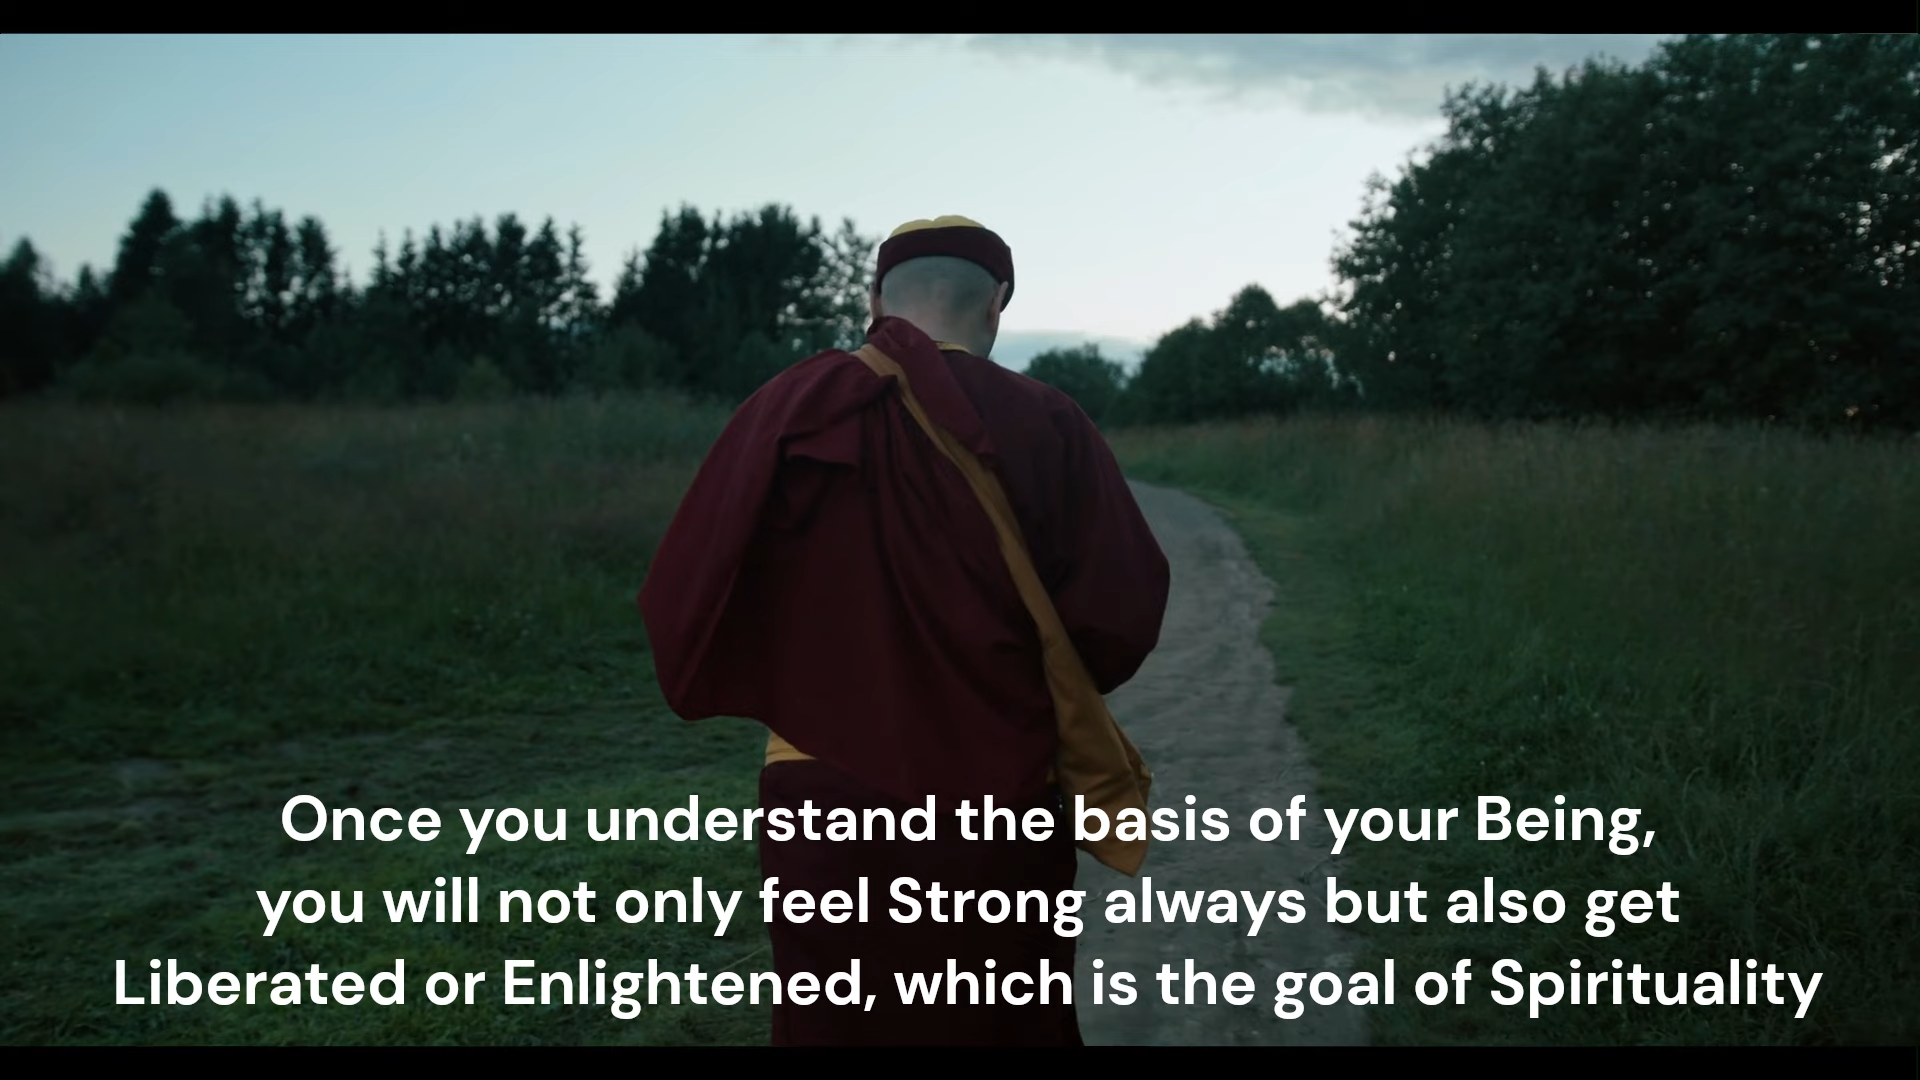 Once you understand the basis of your Being,
you will not only feel Strong always but also get
Liberated or Enlightened, which is the goal of Spirituality